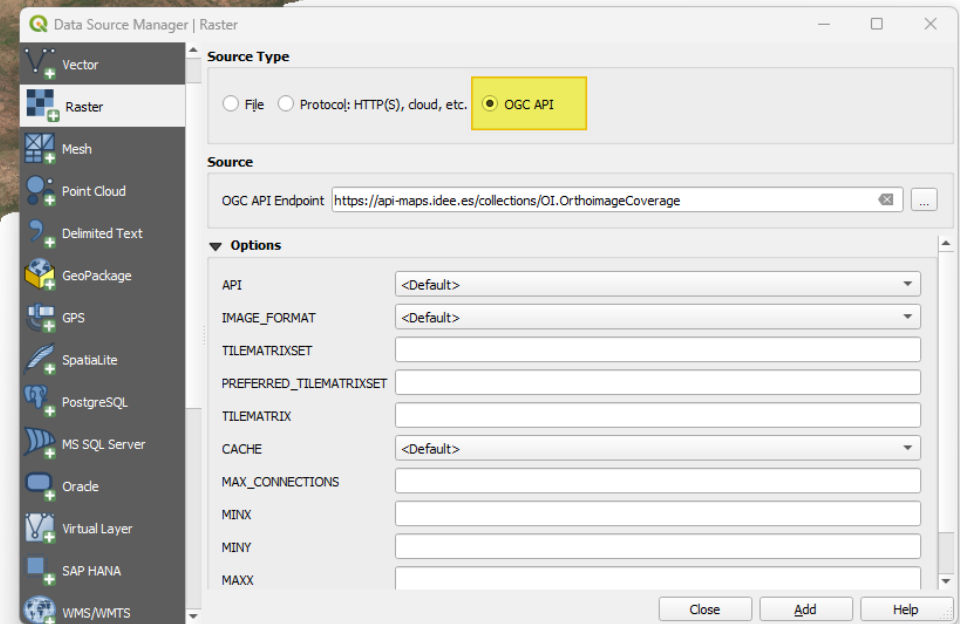 Data Source Manager | Raster
Vector
Raster
Mesh
Point Cloud
Delimited Text
GeoPackage
GPS
SpatiaLite
PostgreSQL
MS SQL Server
Oracle
Virtual Layer
SAP HANA
WMS/WMTS
Source Type
File
Protocol: HTTP(S), cloud, etc.
OGC API
Source
OGC API Endpoint https://api-maps.idee.es/collections/OI.OrthoimageCoverage
...
Options
API <Default>
IMAGE_FORMAT <Default>
TILEMATRIXSET
PREFERRED_TILEMATRIXSET
TILEMATRIX
CACHE <Default>
MAX_CONNECTIONS
MINX
MINY
MAXX
Close
Add
Help